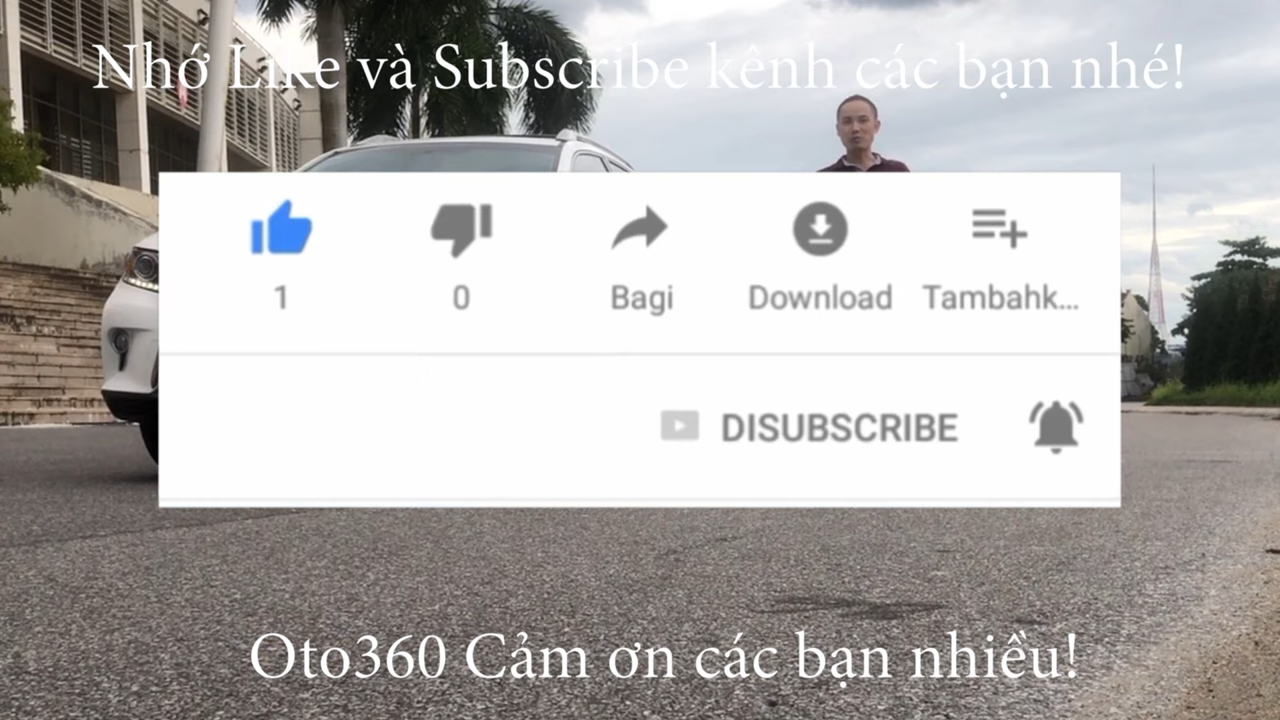 Nhớ Like và Subscribe kênh các bạn nhé!
1
0
Bagi
Download
Tambahk...
DISUBSCRIBE
Oto360 Cảm ơn các bạn nhiều!